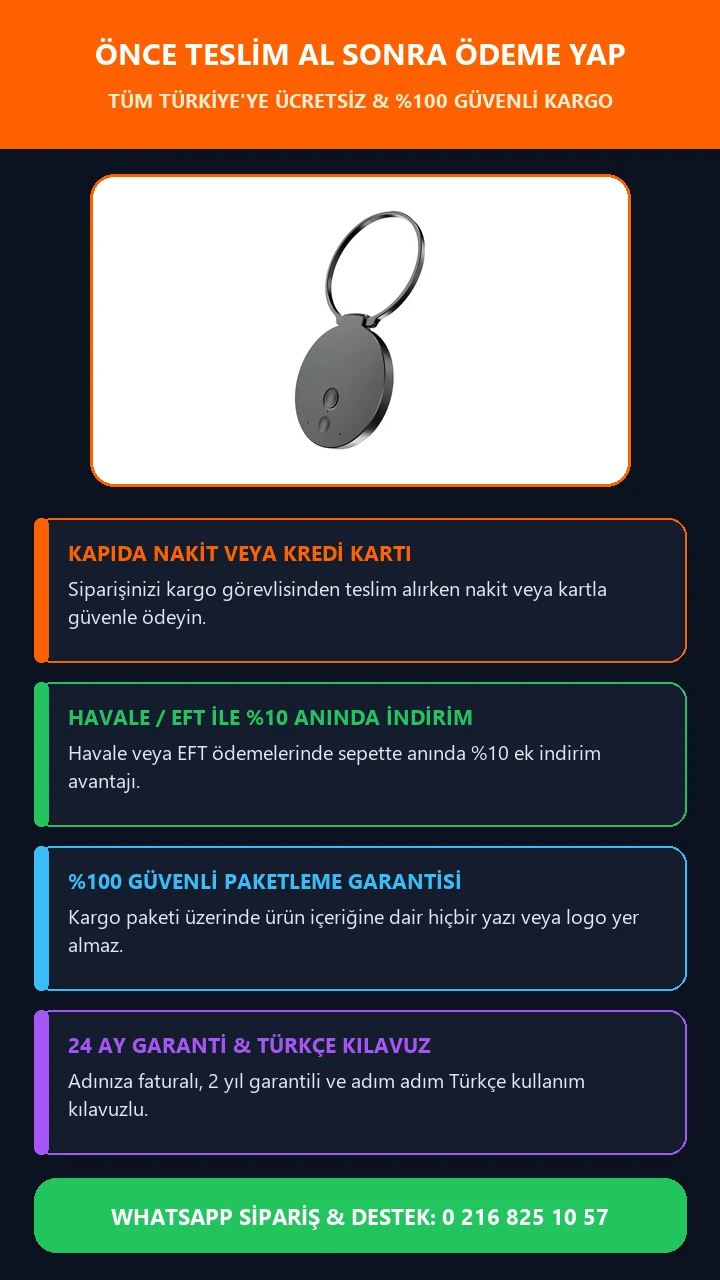 ÖNCE TESLİM AL SONRA ÖDEME YAP
TÜM TÜRKİYE'YE ÜCRETSİZ & %100 GÜVENLİ KARGO
KAPIDA NAKİT VEYA KREDİ KARTI
Siparişinizi kargo görevlisinden teslim alırken nakit veya kartla
güvenle ödeyin.
HAVALE / EFT İLE %10 ANINDA İNDİRİM
Havale veya EFT ödemelerinde sepette anında %10 ek indirim
avantajı.
%100 GÜVENLİ PAKETLEME GARANTİSİ
Kargo paketi üzerinde ürün içeriğine dair hiçbir yazı veya logo yer
almaz.
24 AY GARANTİ & TÜRKÇE KILAVUZ
Adınıza faturalı, 2 yıl garantili ve adım adım Türkçe kullanım
kılavuzlu.
WHATSAPP SİPARİŞ & DESTEK: 0 216 825 10 57